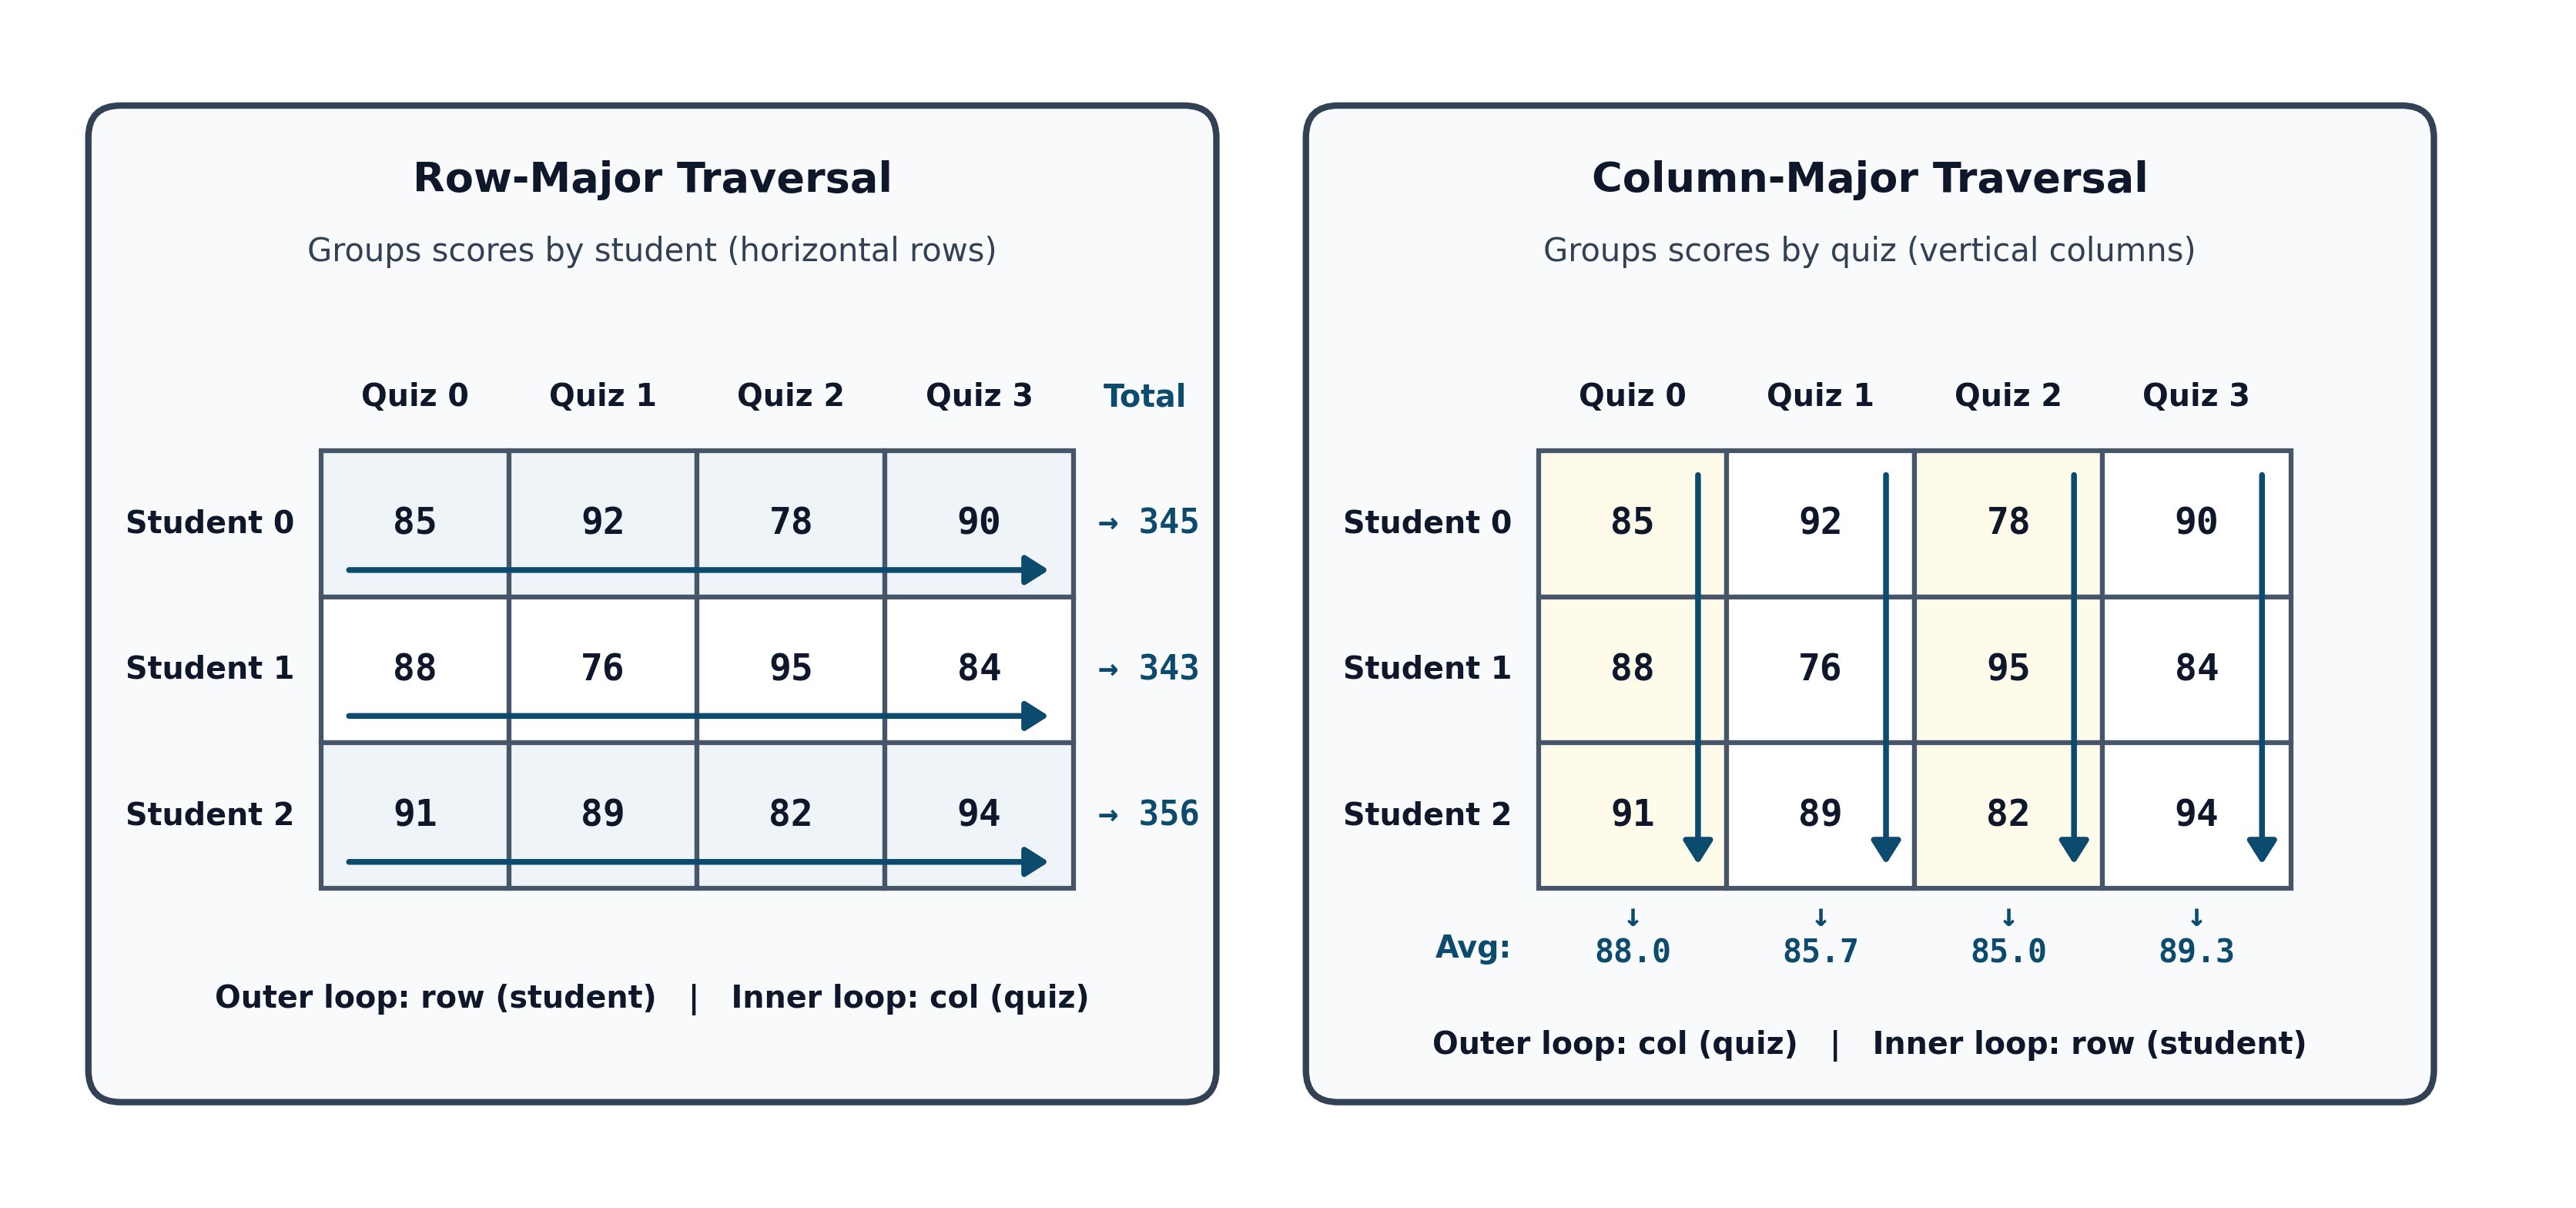 Row-Major Traversal
Groups scores by student (horizontal rows)
Quiz 0 Quiz 1 Quiz 2 Quiz 3 Total
Student 0 85 92 78 90 → 345
Student 1 88 76 95 84 → 343
Student 2 91 89 82 94 → 356
Outer loop: row (student) | Inner loop: col (quiz)
Column-Major Traversal
Groups scores by quiz (vertical columns)
Quiz 0 Quiz 1 Quiz 2 Quiz 3
Student 0 85 92 78 90
Student 1 88 76 95 84
Student 2 91 89 82 94
↓ ↓ ↓ ↓
Avg: 88.0 85.7 85.0 89.3
Outer loop: col (quiz) | Inner loop: row (student)